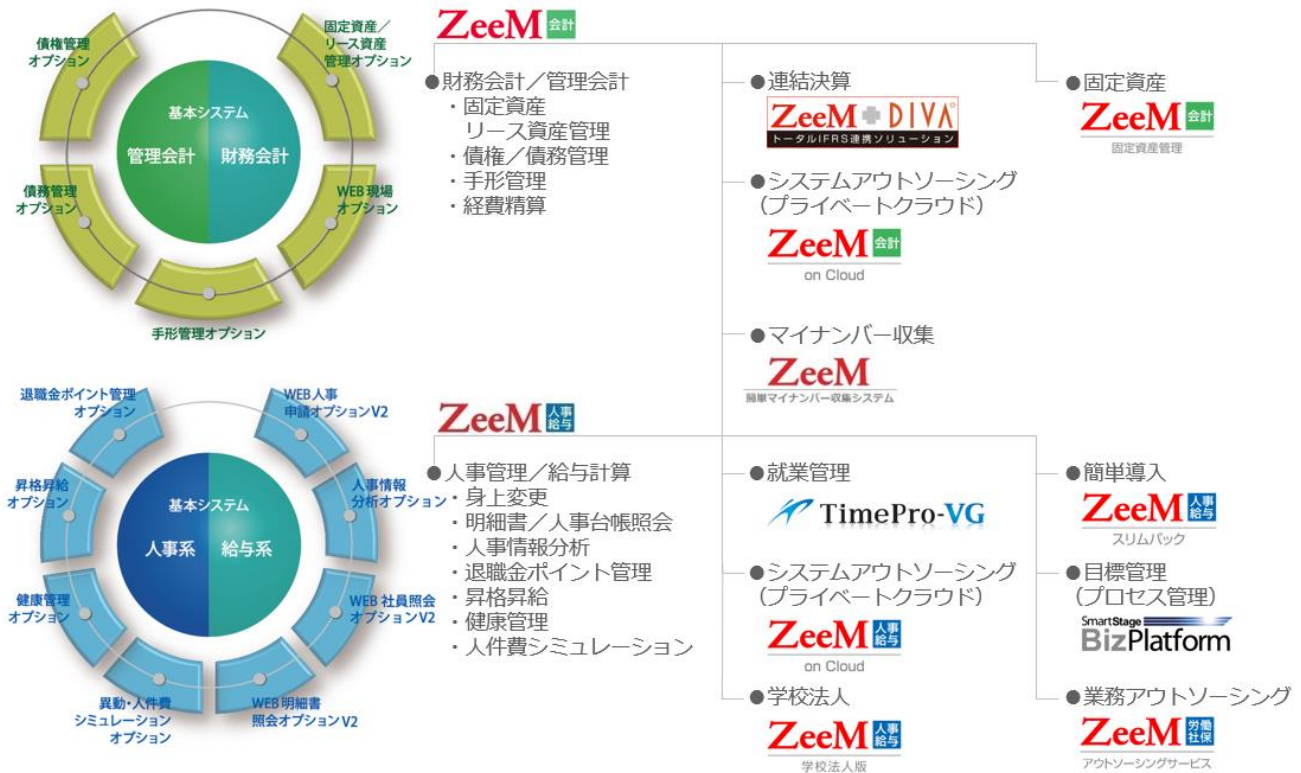 債権管理
オプション
固定資産／
リース資産
管理オプション
基本システム
管理会計
財務会計
債務管理
オプション
WEB 現場
オプション
手形管理オプション
ZeeM 会計
●財務会計／管理会計
・固定資産
リース資産管理
・債権／債務管理
・手形管理
・経費精算
●連結決算
ZeeM + DIVA®
トータルIFRS連携ソリューション
●システムアウトソーシング
（プライベートクラウド）
ZeeM 会計
on Cloud
●固定資産
ZeeM 会計
固定資産管理
●マイナンバー収集
ZeeM
簡単マイナンバー収集システム
退職金ポイント管理
オプション
WEB人事
申請オプションV2
昇格昇給
オプション
人事情報
分析オプション
基本システム
人事系
給与系
健康管理
オプション
WEB 社員照会
オプションV2
異動・人件費
シミュレーション
オプション
WEB 明細書
照会オプション V2
ZeeM 人事給与
●人事管理／給与計算
・身上変更
・明細書／人事台帳照会
・人事情報分析
・退職金ポイント管理
・昇格昇給
・健康管理
・人件費シミュレーション
●就業管理
TimePro-VG
●システムアウトソーシング
（プライベートクラウド）
ZeeM 人事給与
on Cloud
●学校法人
ZeeM 人事給与
学校法人版
●簡単導入
ZeeM 人事給与
スリムパック
●目標管理
（プロセス管理）
SmartStage
BizPlatform
●業務アウトソーシング
ZeeM 労働社保
アウトソーシングサービス